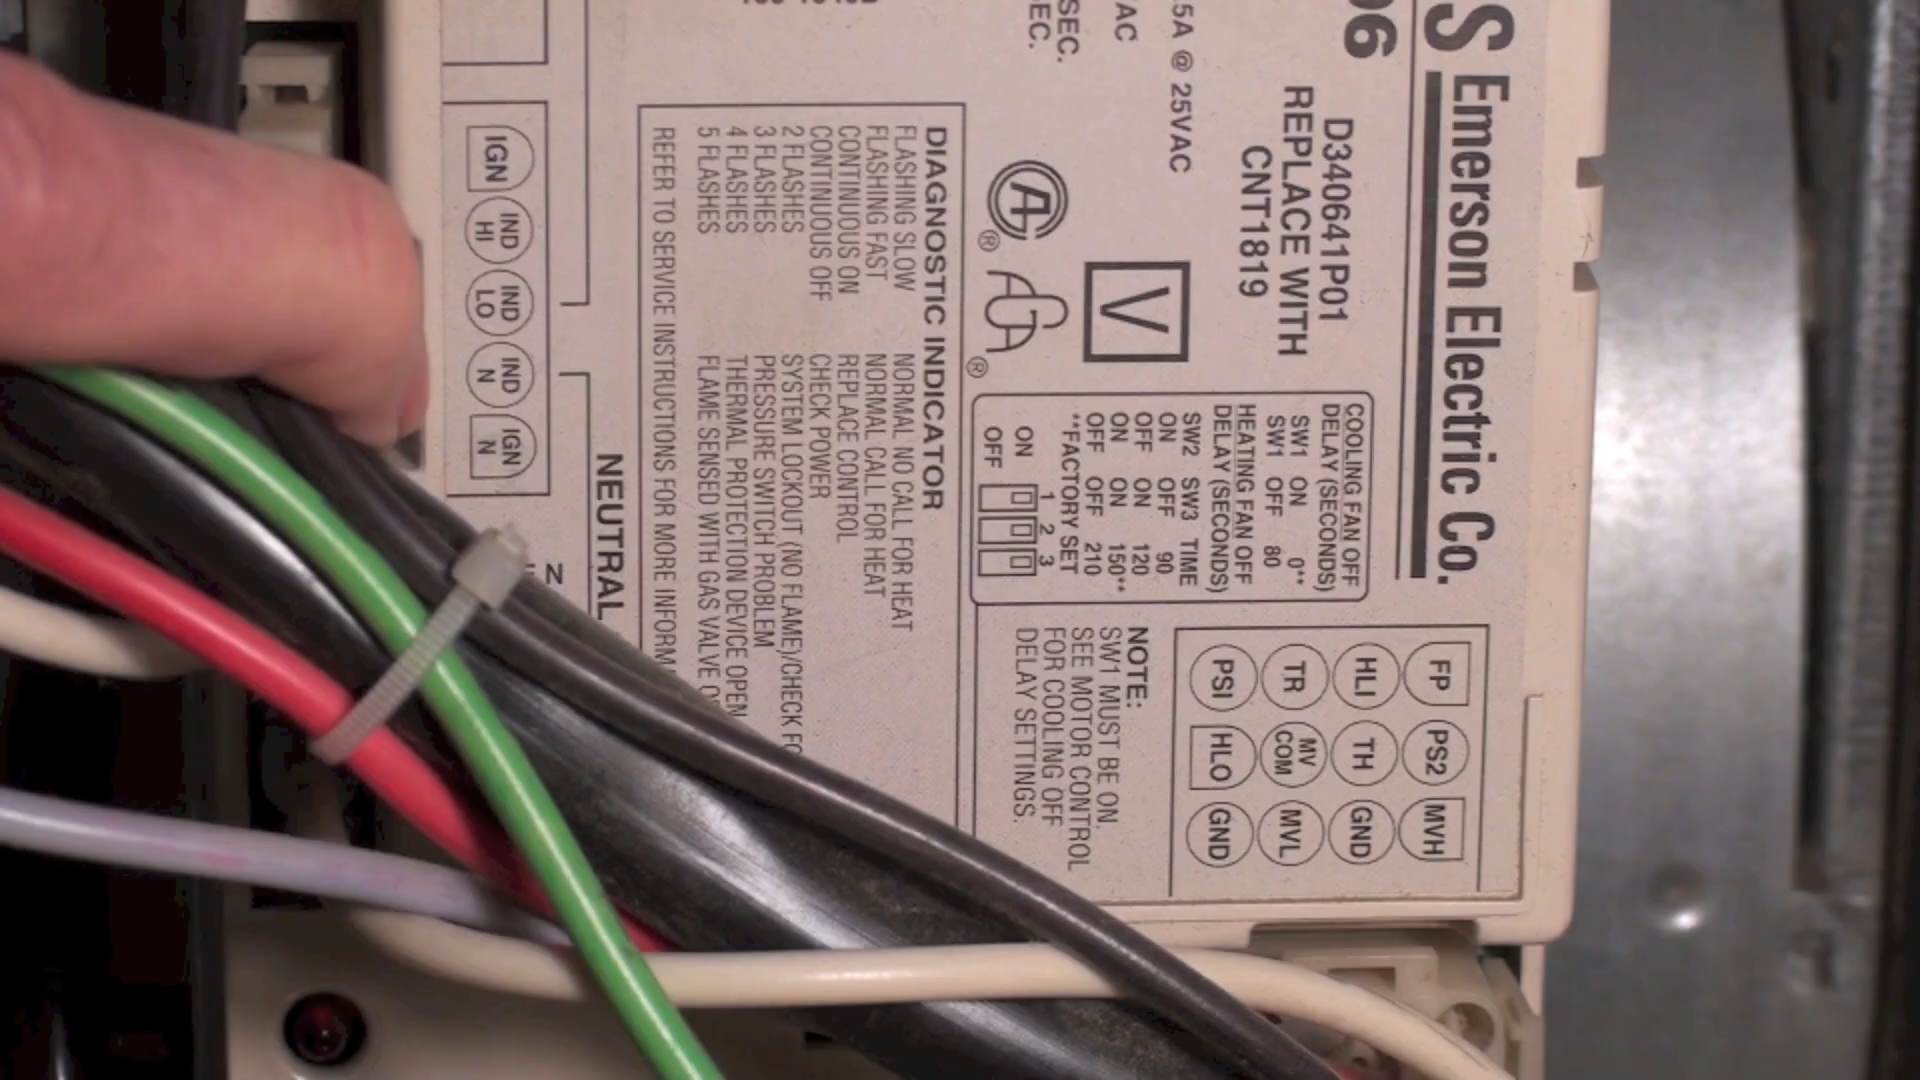 S Emerson Electric Co.
06
D340641P01
REPLACE WITH
CNT1819
5A @ 25VAC
AC
SEC.
EC.
V
COOLING FAN OFF
DELAY (SECONDS)
SW1 ON 0**
SW1 OFF 80
HEATING FAN OFF
DELAY (SECONDS)
SW2 SW3 TIME
ON OFF 90
OFF ON 120
ON ON 150**
OFF OFF 210
**FACTORY SET
1 2 3
ON
OFF
FP PS2 MVH
HLI TH GND
TR MV COM MVL
PSI HLO GND
NOTE:
SW1 MUST BE ON.
SEE MOTOR CONTROL
FOR COOLING OFF
DELAY SETTINGS.
DIAGNOSTIC INDICATOR
FLASHING SLOW NORMAL NO CALL FOR HEAT
FLASHING FAST NORMAL CALL FOR HEAT
CONTINUOUS ON REPLACE CONTROL
CONTINUOUS OFF CHECK POWER
2 FLASHES SYSTEM LOCKOUT (NO FLAME)/CHECK FO
3 FLASHES PRESSURE SWITCH PROBLEM
4 FLASHES THERMAL PROTECTION DEVICE OPEN
5 FLASHES FLAME SENSED WITH GAS VALVE O
REFER TO SERVICE INSTRUCTIONS FOR MORE INFORM
NEUTRAL
N
IGN IND HI IND LO IND N IGN N